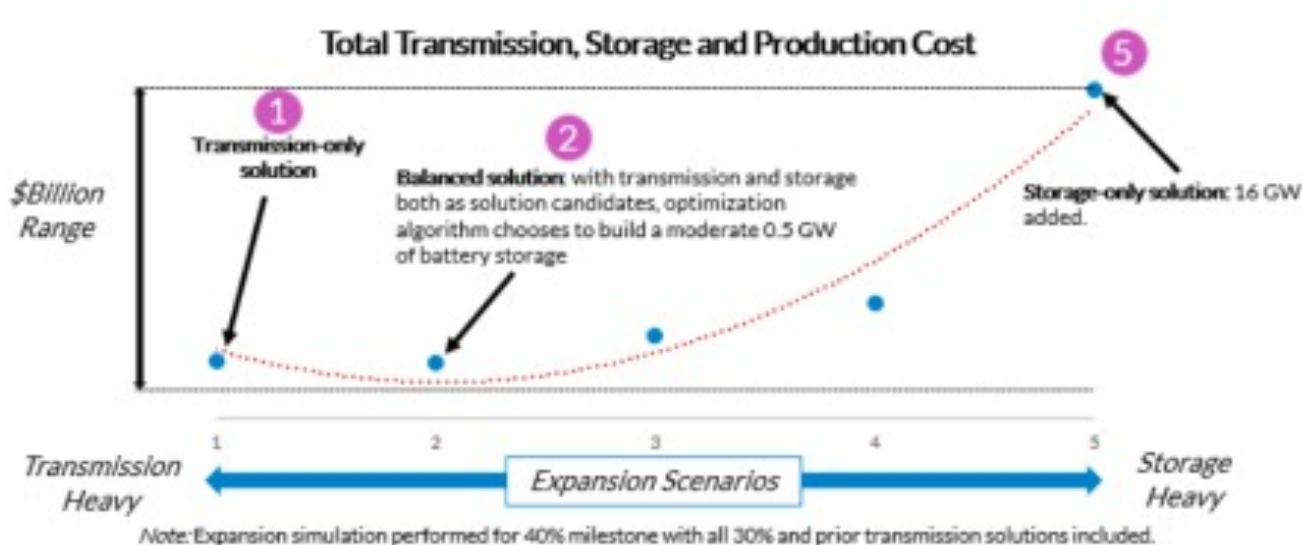 Total Transmission, Storage and Production Cost
5
1
Transmission-only
solution
2
Balanced solution: with transmission and storage
both as solution candidates, optimization
algorithm chooses to build a moderate 0.5 GW
of battery storage
Storage-only solution: 16 GW
added.
$Billion
Range
1
2
3
4
5
Transmission
Heavy
Expansion Scenarios
Storage
Heavy
Note: Expansion simulation performed for 40% milestone with all 30% and prior transmission solutions included.